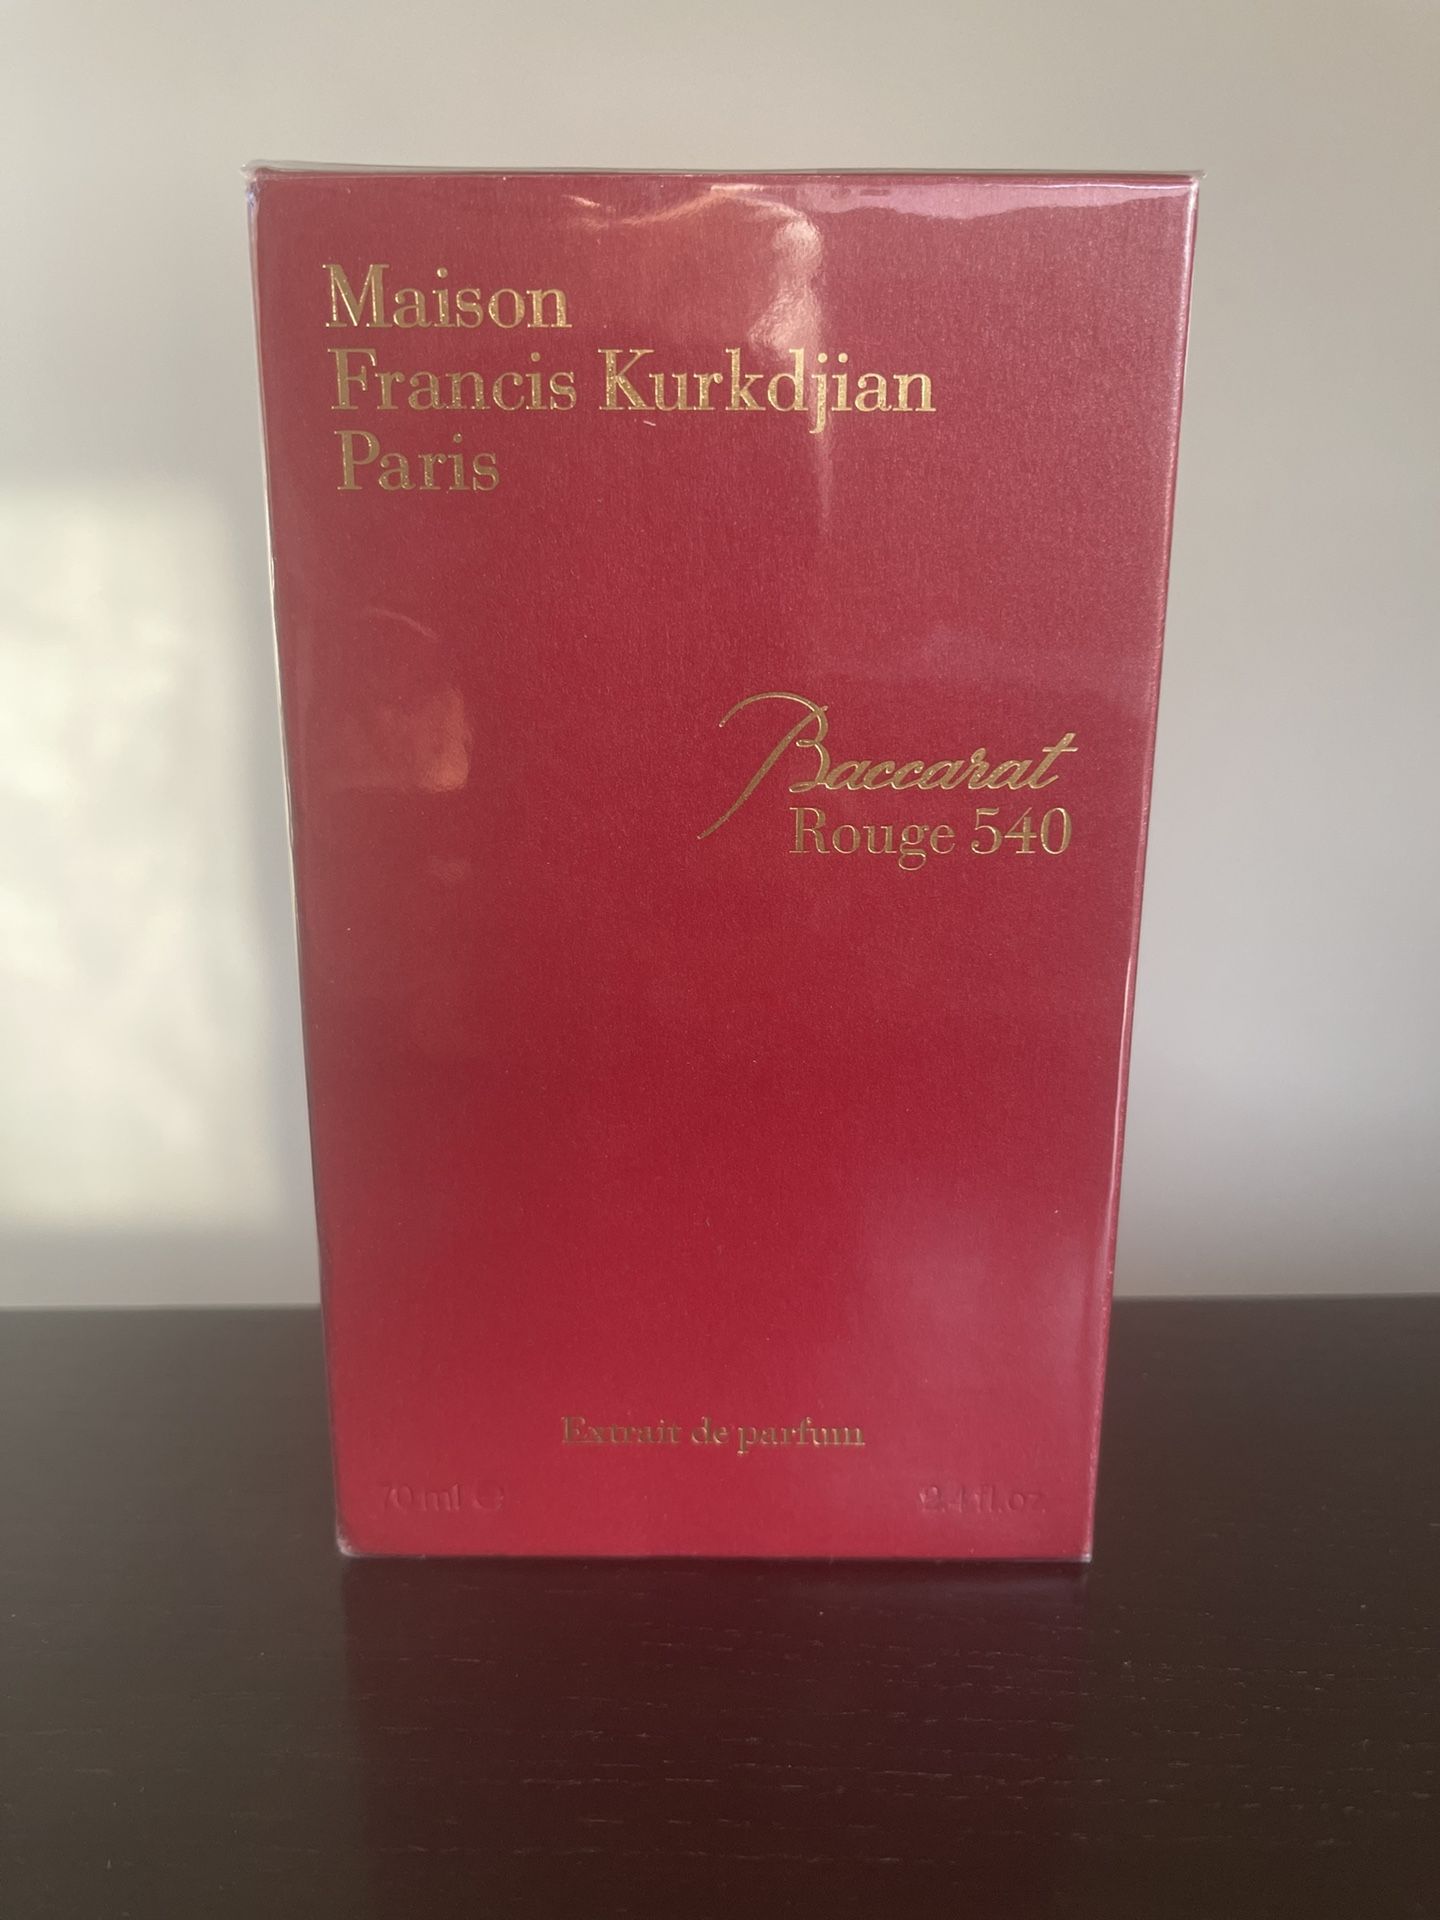 Maison
Francis Kurkdjian
Paris
Baccarat
Rouge 540
Extrait de parfum
70 ml ℮ 2.4 fl.oz.